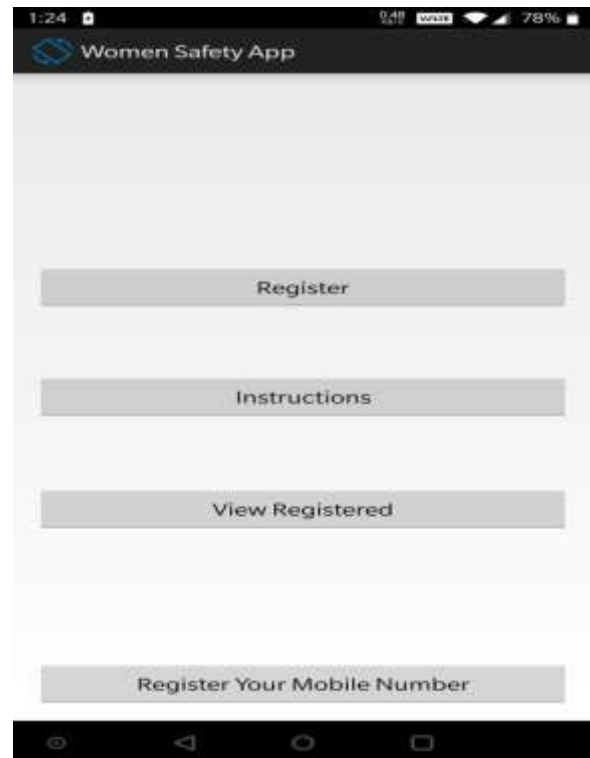 1:24
78%
Women Safety App
Register
Instructions
View Registered
Register Your Mobile Number